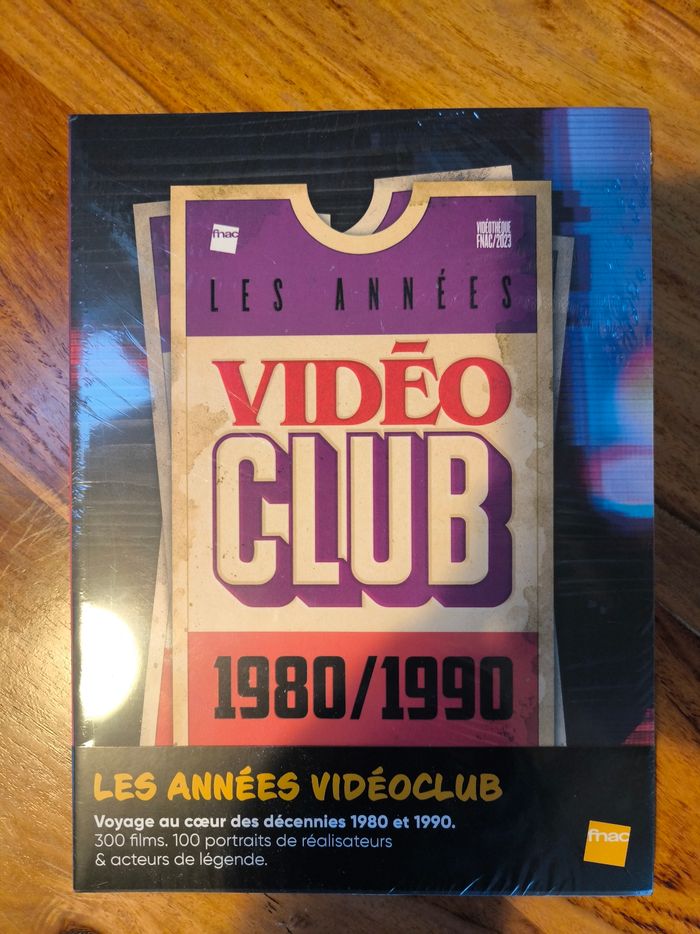 fnac
VIDÉOTHÈQUE
FNAC/2023
LES ANNÉES
VIDÉO
CLUB
1980/1990
LES ANNÉES VIDÉOCLUB
Voyage au cœur des décennies 1980 et 1990.
300 films. 100 portraits de réalisateurs
& acteurs de légende.
fnac